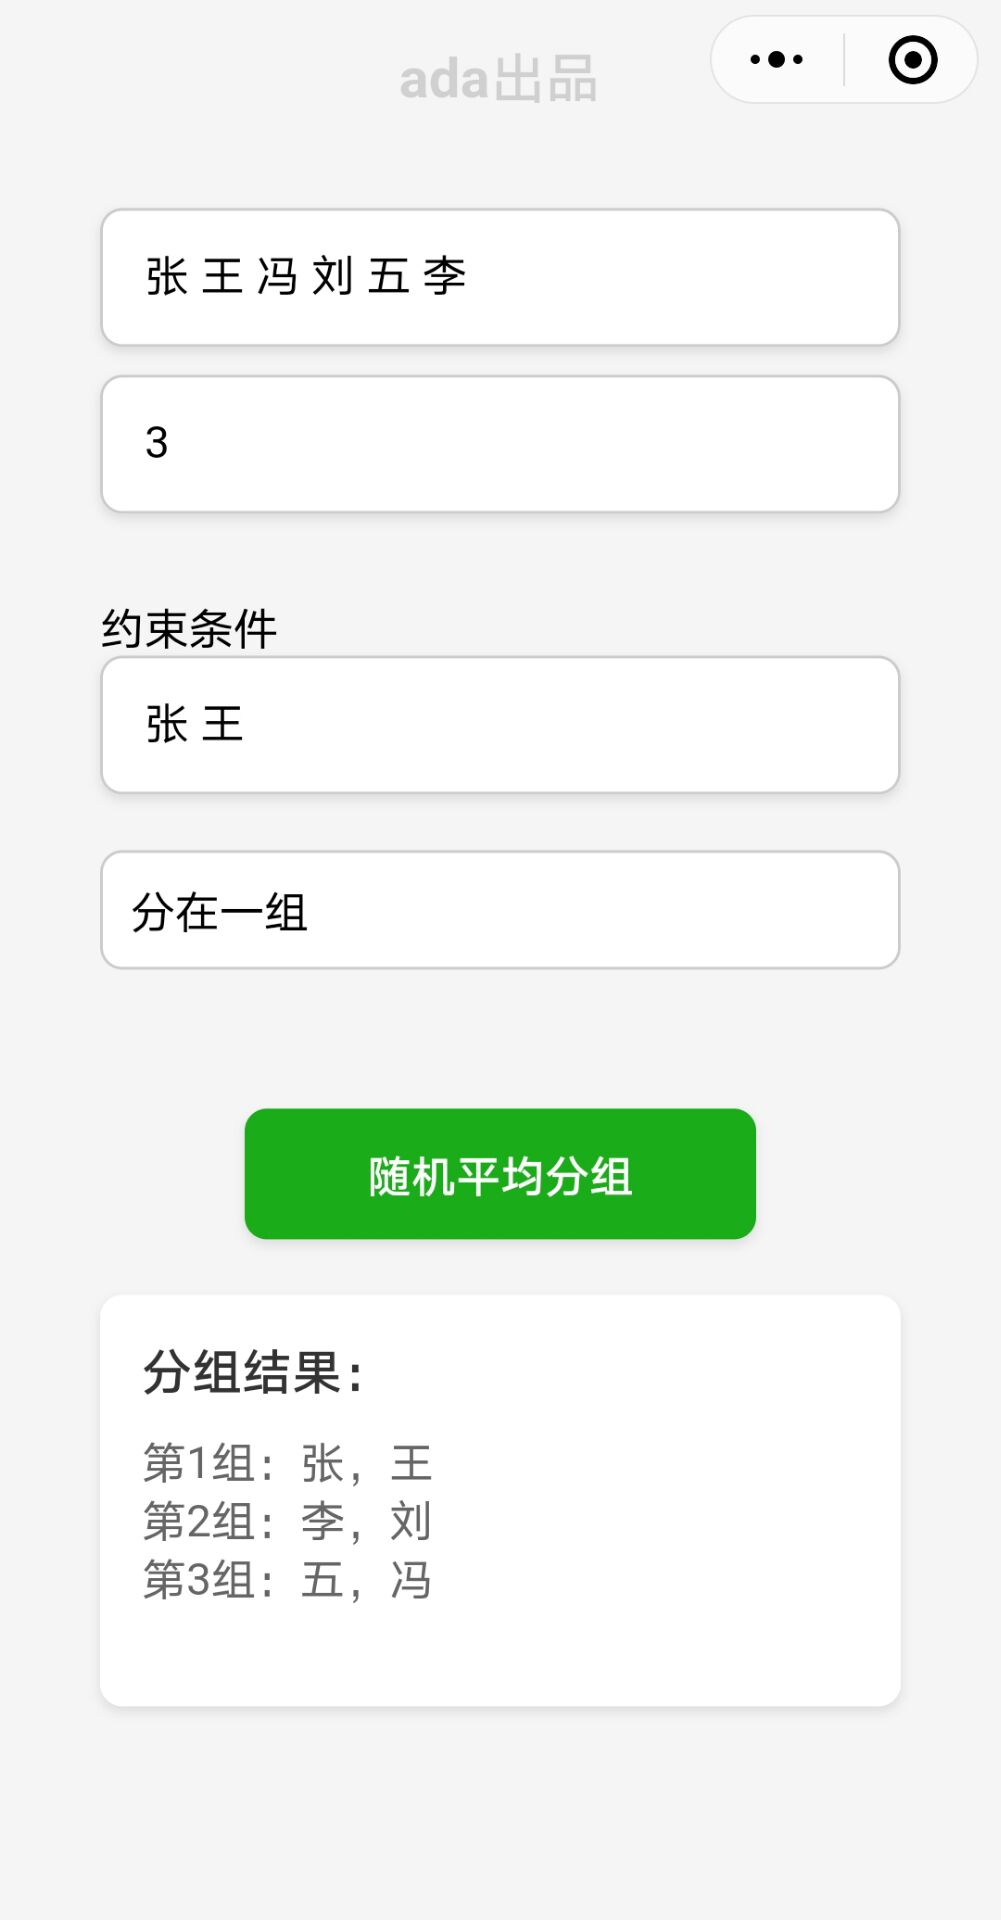 ada出品
张 王 冯 刘 五 李
3
约束条件
张 王
分在一组
随机平均分组
分组结果：
第1组：张，王
第2组：李，刘
第3组：五，冯